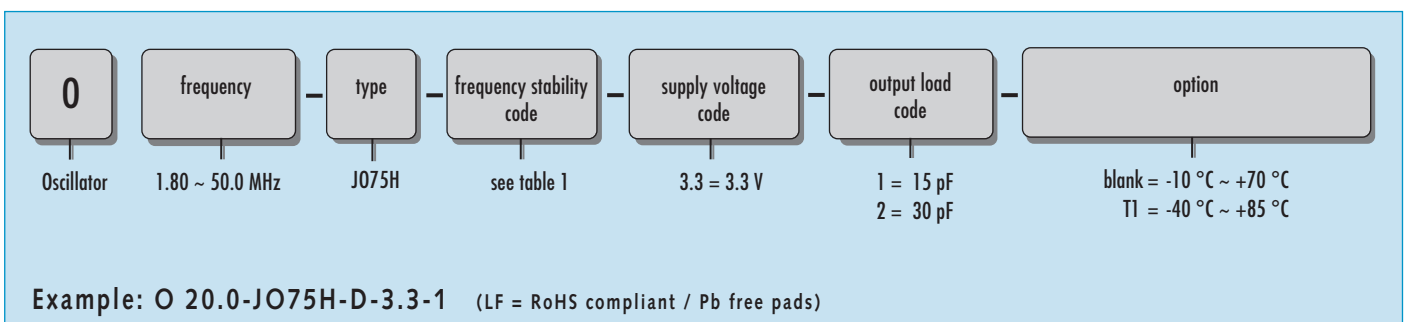 O
frequency
–
type
–
frequency stability
code
–
supply voltage
code
–
output load
code
–
option
Oscillator
1.80 ~ 50.0 MHz
JO75H
see table 1
3.3 = 3.3 V
1 = 15 pF
2 = 30 pF
blank = -10 °C ~ +70 °C
T1 = -40 °C ~ +85 °C
Example: O 20.0-JO75H-D-3.3-1 (LF = RoHS compliant / Pb free pads)